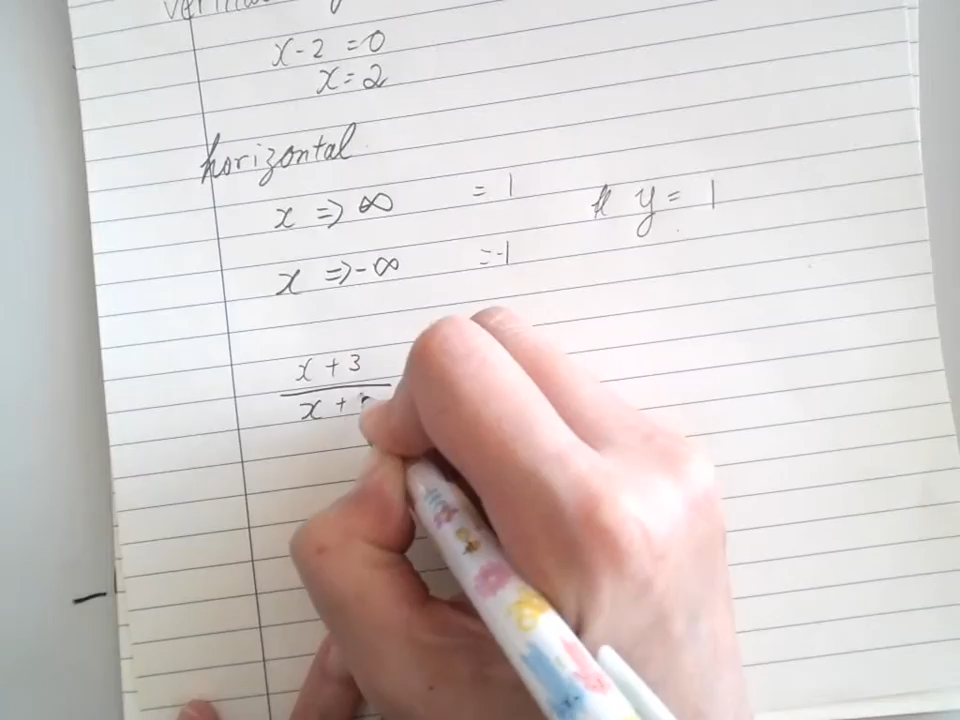 x-2 =0
x=2
horizontal
x => ∞ = 1 y = 1
x => -∞ =-1
x + 3
x +